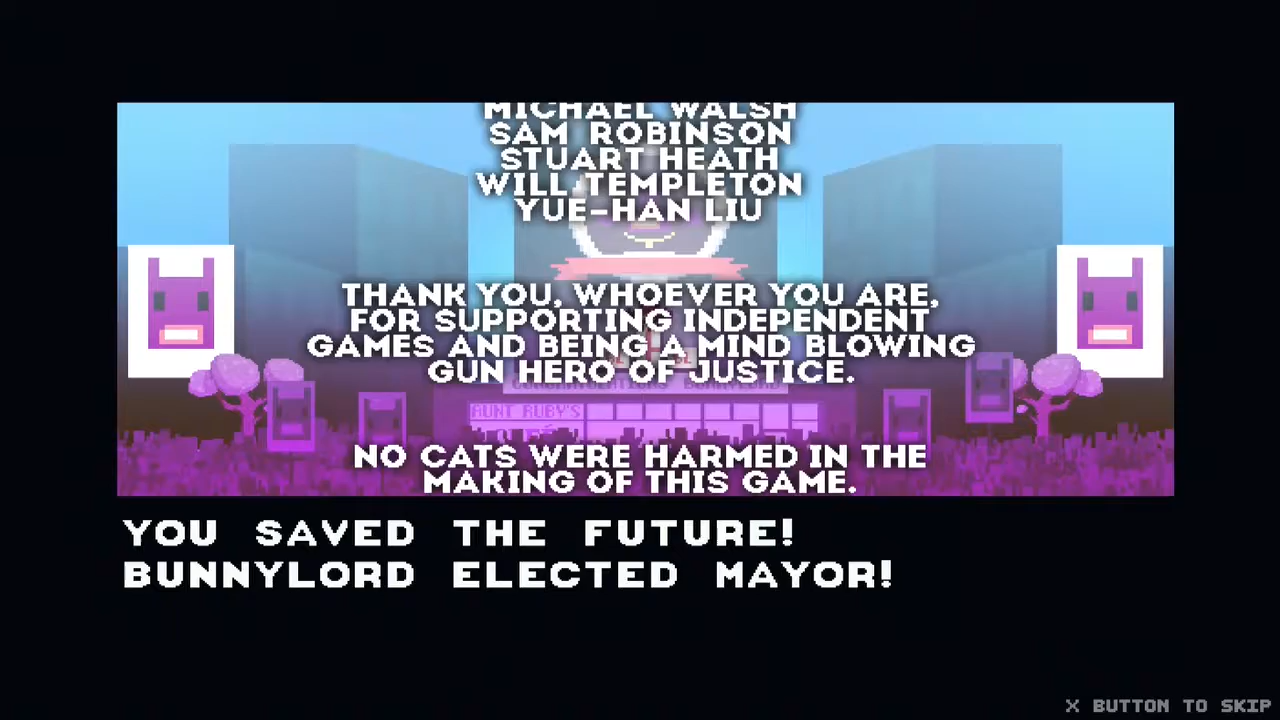 MICHAEL WALSH
SAM ROBINSON
STUART HEATH
WILL TEMPLETON
YUE-HAN LIU
THANK YOU, WHOEVER YOU ARE,
FOR SUPPORTING INDEPENDENT
GAMES AND BEING A MIND BLOWING
GUN HERO OF JUSTICE.
AUNT RUBY'S
NO CATS WERE HARMED IN THE
MAKING OF THIS GAME.
YOU SAVED THE FUTURE!
BUNNYLORD ELECTED MAYOR!
X BUTTON TO SKIP